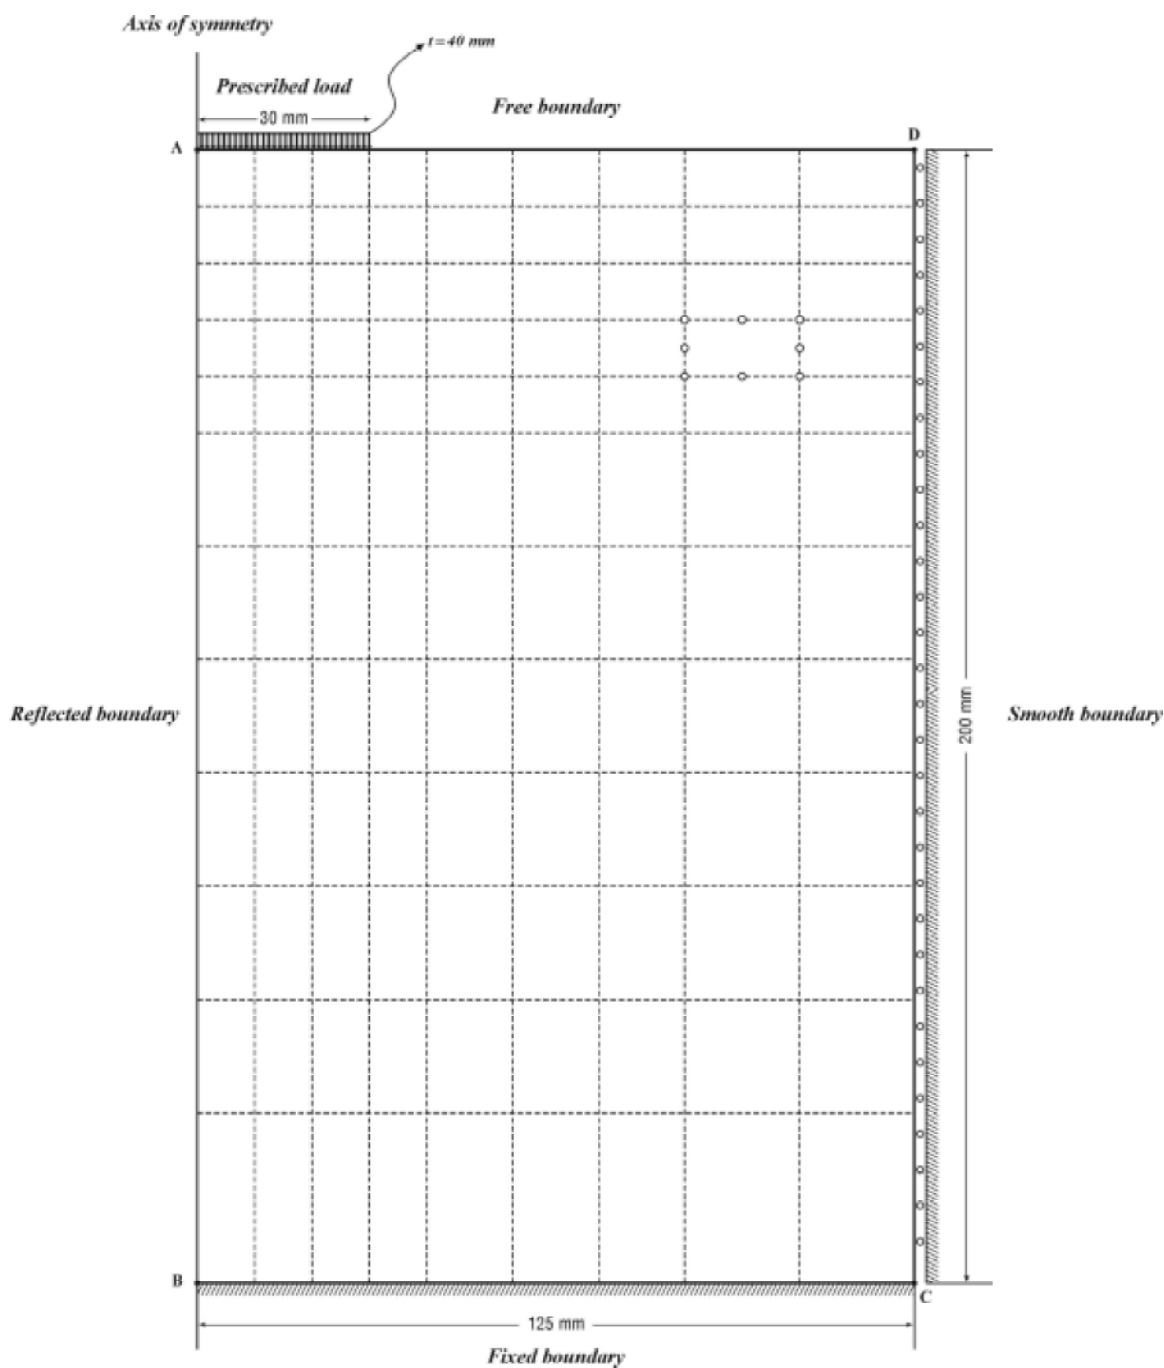 Axis of symmetry
t=40 mm
Prescribed load
30 mm
Free boundary
A
D
Reflected boundary
200 mm
Smooth boundary
B
C
125 mm
Fixed boundary